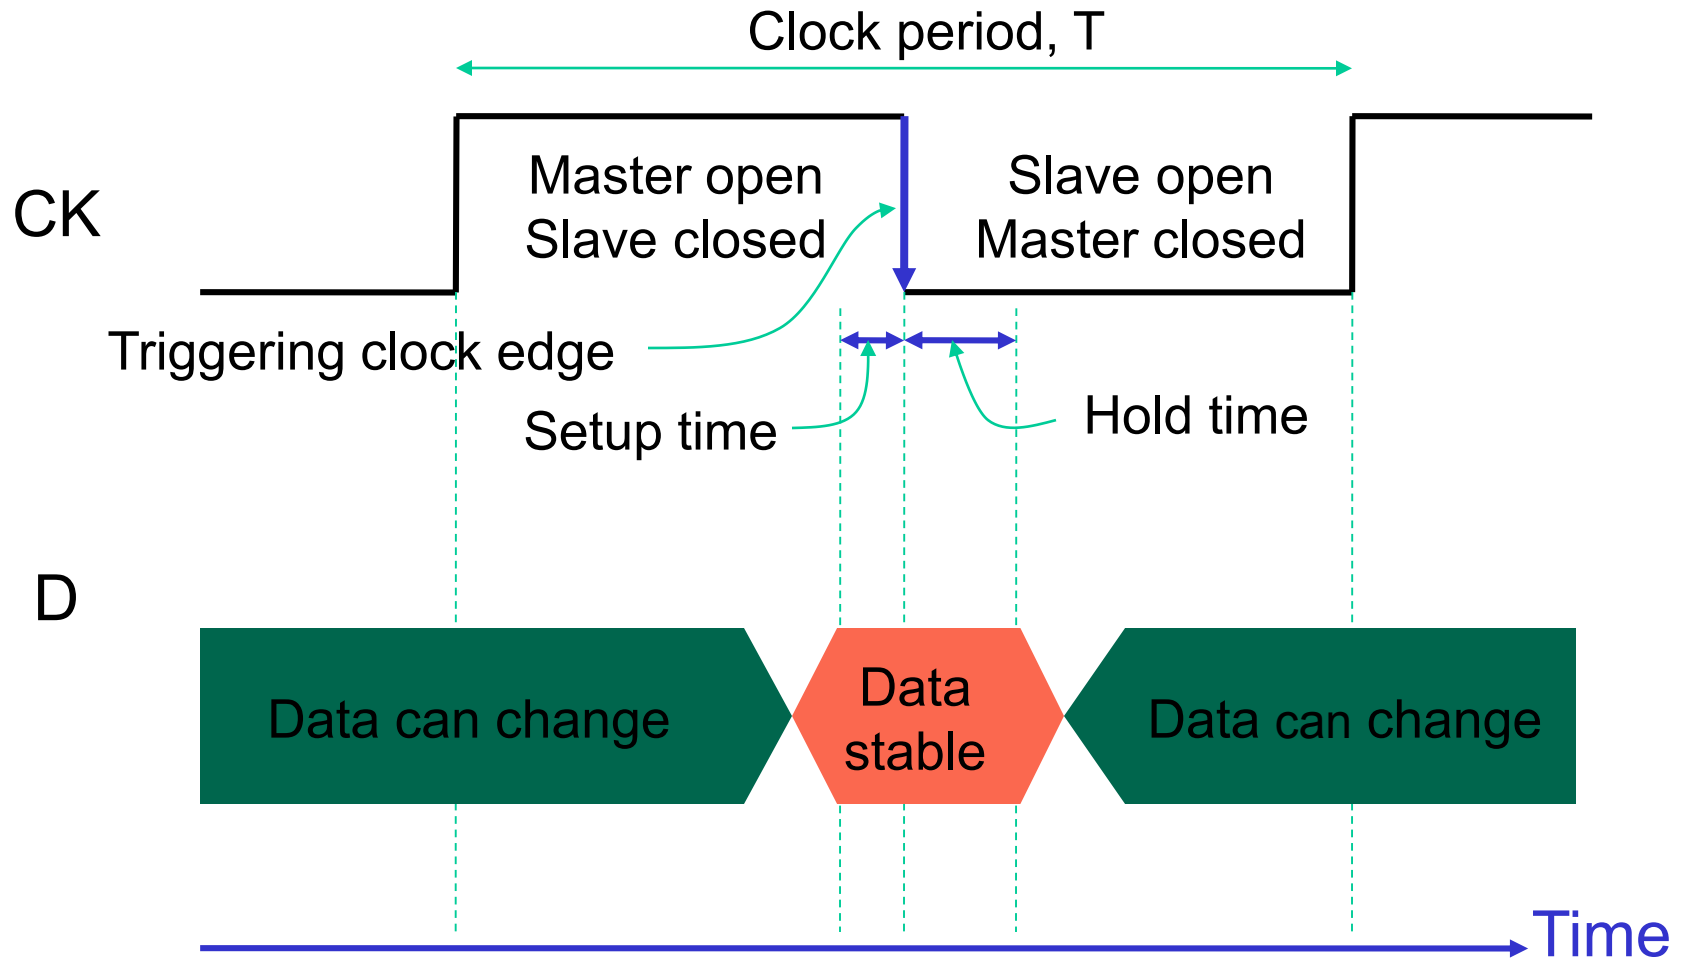 Clock period, T
CK
Master open
Slave closed
Slave open
Master closed
Triggering clock edge
Setup time
Hold time
D
Data can change
Data
stable
Data can change
Time